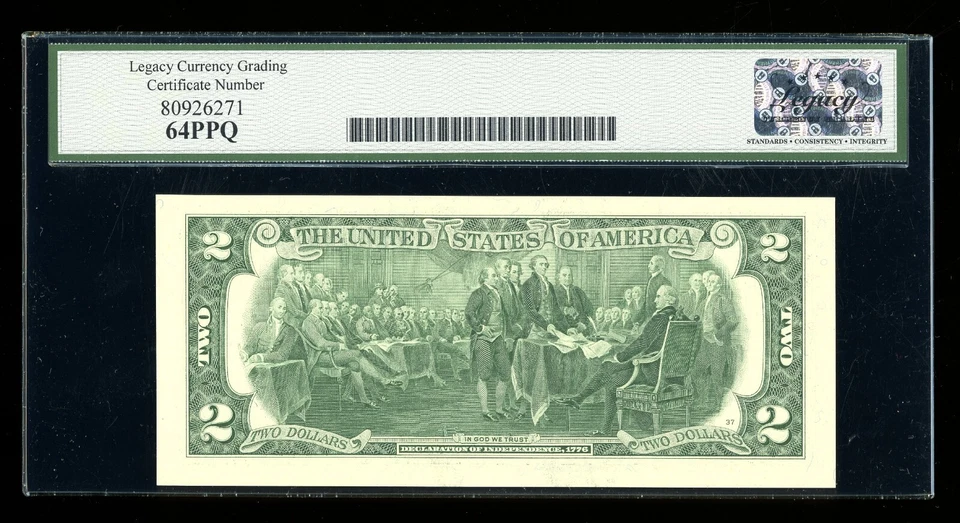 Legacy Currency Grading
Certificate Number
80926271
64PPQ
Legacy
STANDARDS • CONSISTENCY • INTEGRITY
2 THE UNITED STATES OF AMERICA 2
TWO TWO
37
2 TWO DOLLARS IN GOD WE TRUST TWO DOLLARS 2
DECLARATION OF INDEPENDENCE, 1776